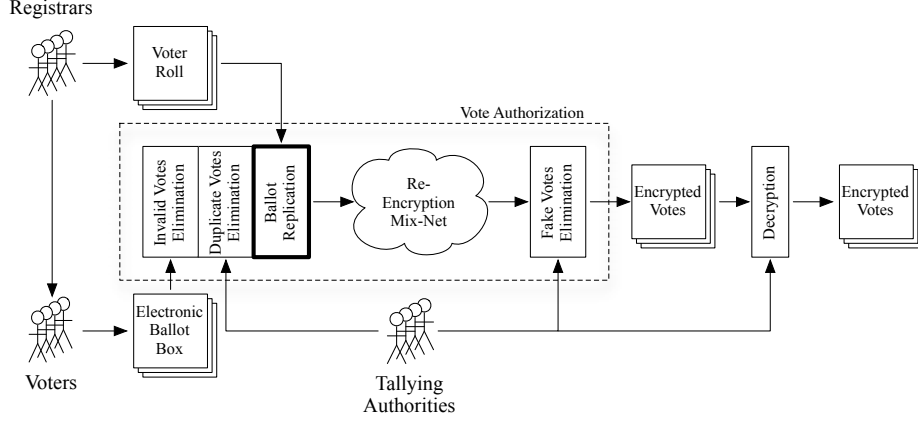 Registrars
Voter
Roll
Vote Authorization
Invalid Votes
Elimination
Duplicate Votes
Elimination
Ballot
Replication
Re-
Encryption
Mix-Net
Fake Votes
Elimination
Encrypted
Votes
Decryption
Encrypted
Votes
Electronic
Ballot
Box
Voters
Tallying
Authorities